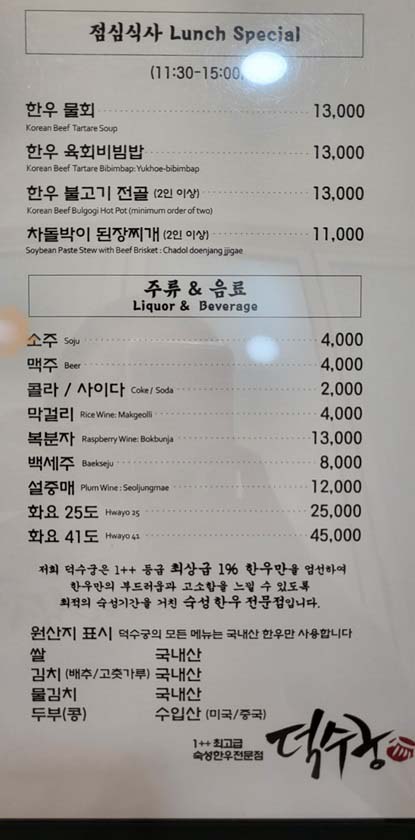 점심식사 Lunch Special
(11:30-15:00)
한우 물회 13,000
Korean Beef Tartare Soup
한우 육회비빔밥 13,000
Korean Beef Tartare Bibimbap: Yukhoe-bibimbap
한우 불고기 전골 (2인 이상) 13,000
Korean Beef Bulgogi Hot Pot (minimum order of two)
차돌박이 된장찌개 (2인 이상) 11,000
Soybean Paste Stew with Beef Brisket : Chadol doenjang jjigae
주류 & 음료
Liquor & Beverage
소주 Soju 4,000
맥주 Beer 4,000
콜라 / 사이다 Coke / Soda 2,000
막걸리 Rice Wine: Makgeolli 4,000
복분자 Raspberry Wine: Bokbunja 13,000
백세주 Baekseju 8,000
설중매 Plum Wine : Seoljungmae 12,000
화요 25도 Hwayo 25 25,000
화요 41도 Hwayo 41 45,000
저희 덕수궁은 1++ 등급 최상급 1% 한우만을 엄선하여
한우만의 부드러움과 고소함을 느낄 수 있도록
최적의 숙성기간을 거친 숙성한우 전문점입니다.
원산지 표시 덕수궁의 모든 메뉴는 국내산 한우만 사용합니다
쌀 국내산
김치 (배추/고춧가루) 국내산
물김치 국내산
두부(콩) 수입산 (미국/중국)
1++ 최고급
숙성한우전문점
덕수궁